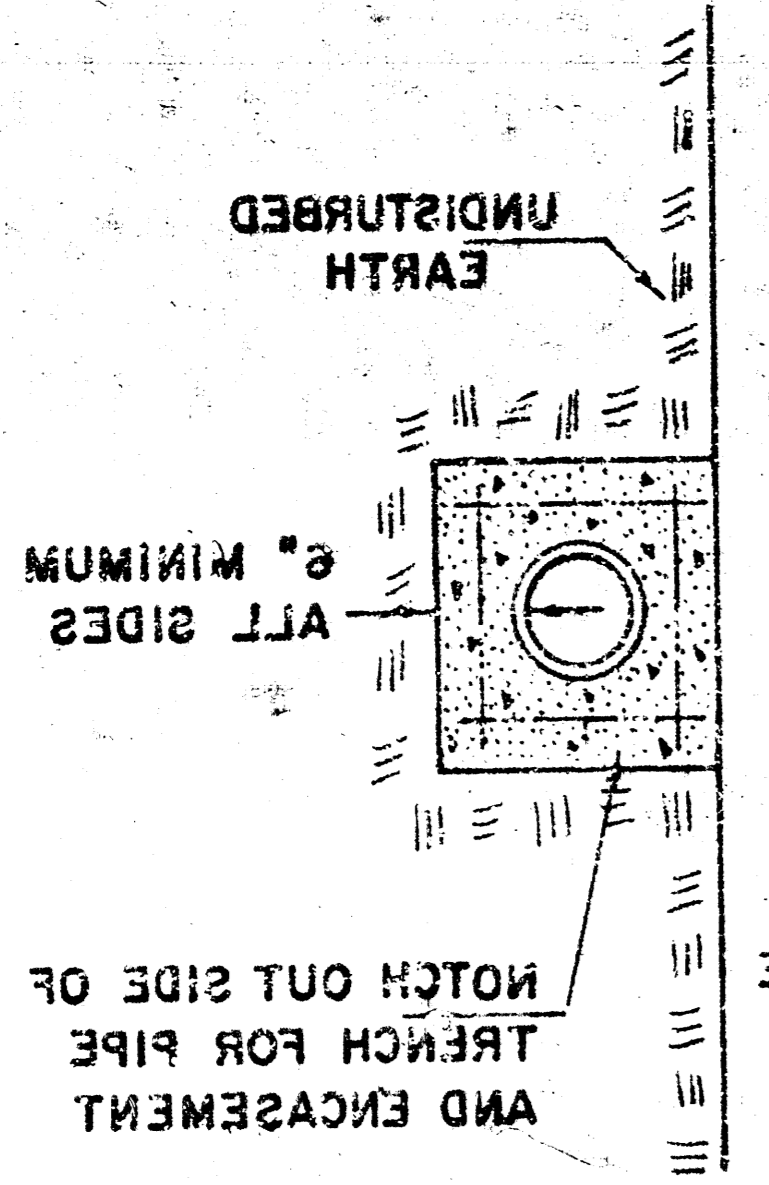 UNDISTURBED
EARTH
6" MINIMUM
ALL SIDES
NOTCH OUT SIDE OF
TRENCH FOR PIPE
AND ENCASEMENT